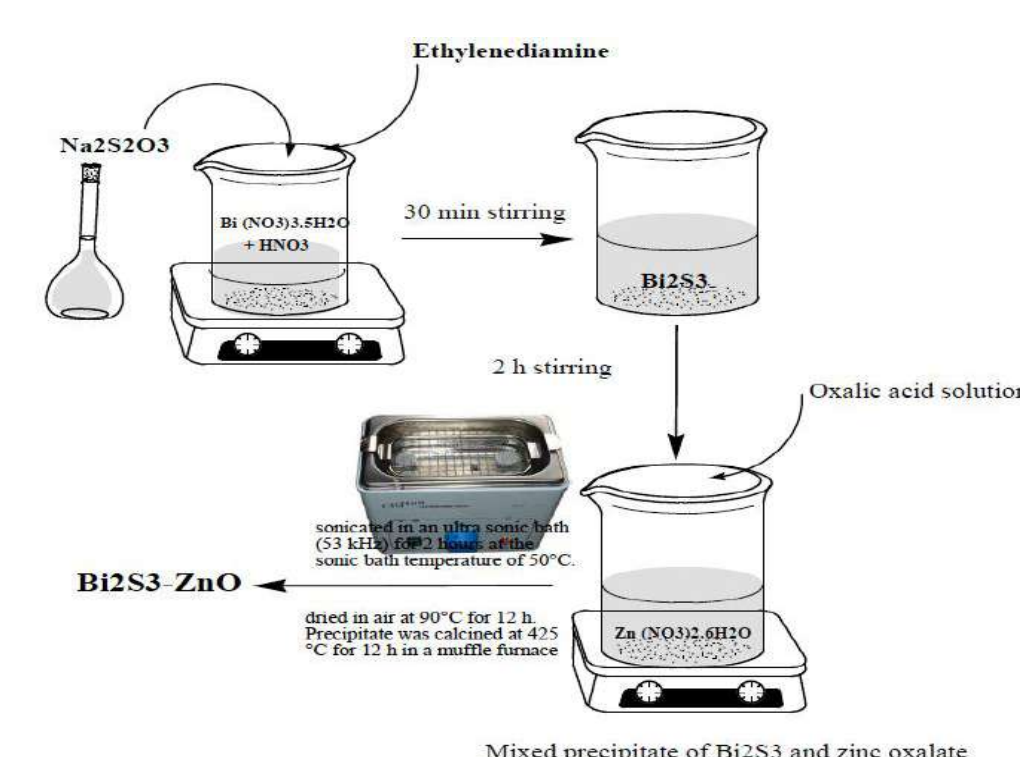 Ethylenediamine
Na2S2O3
Bi (NO3)3.5H2O
+ HNO3
30 min stirring
Bi2S3
2 h stirring
Oxalic acid solution
sonicated in an ultra sonic bath
(53 kHz) for 2 hours at the
sonic bath temperature of 50°C.
Bi2S3-ZnO
dried in air at 90°C for 12 h.
Precipitate was calcined at 425
°C for 12 h in a muffle furnace
Zn (NO3)2.6H2O
Mixed precipitate of Bi2S3 and zinc oxalate